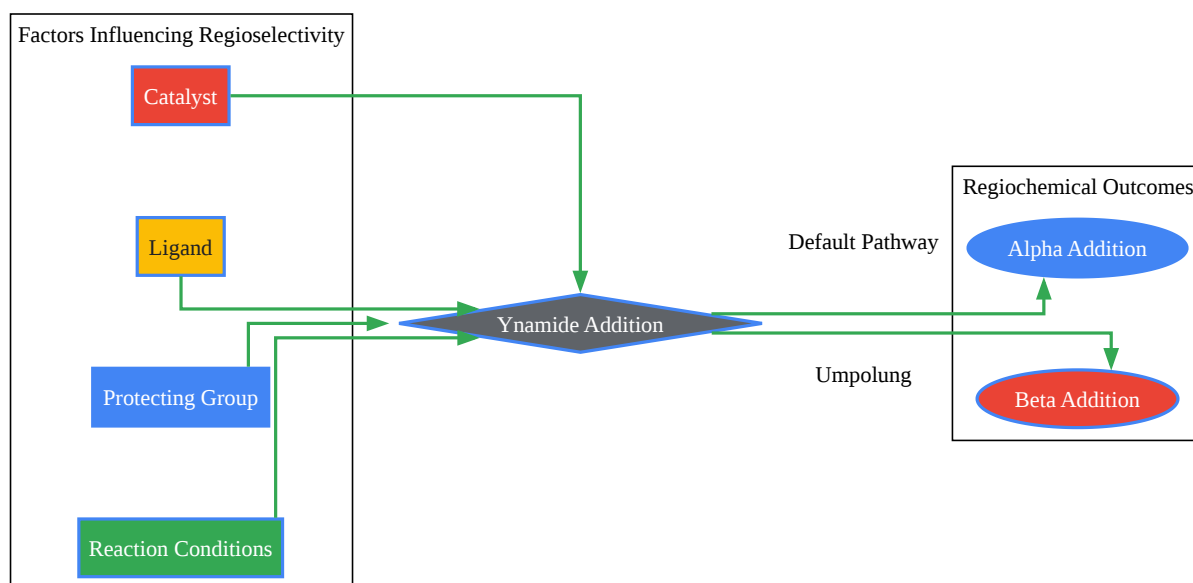 Factors Influencing Regioselectivity
Catalyst
Ligand
Protecting Group
Reaction Conditions
Ynamide Addition
Default Pathway
Umpolung
Regiochemical Outcomes
Alpha Addition
Beta Addition